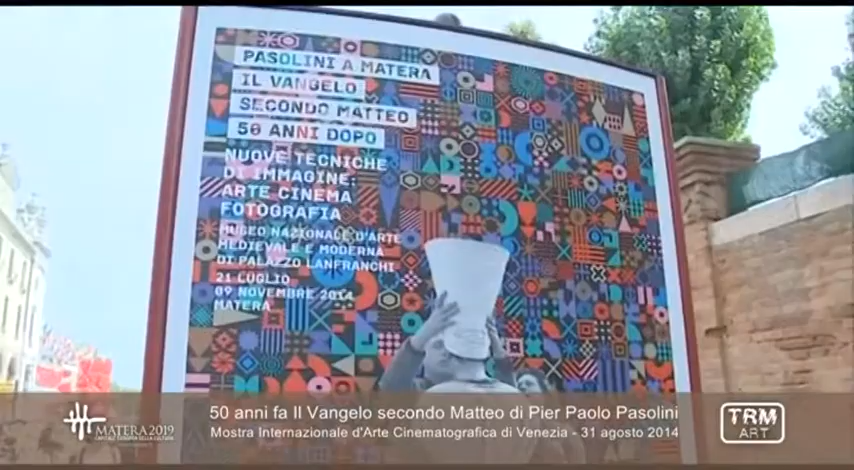 PASOLINI A MATERA
IL VANGELO
SECONDO MATTEO
50 ANNI DOPO
NUOVE TECNICHE
DI IMMAGINE:
ARTE CINEMA
FOTOGRAFIA
MUSEO NAZIONALE D'ARTE
MEDIEVALE E MODERNA
DI PALAZZO LANFRANCHI
21 LUGLIO
09 NOVEMBRE 2014
MATERA
50 anni fa Il Vangelo secondo Matteo di Pier Paolo Pasolini
Mostra Internazionale d'Arte Cinematografica di Venezia - 31 agosto 2014
MATERA 2019
TRM
ART